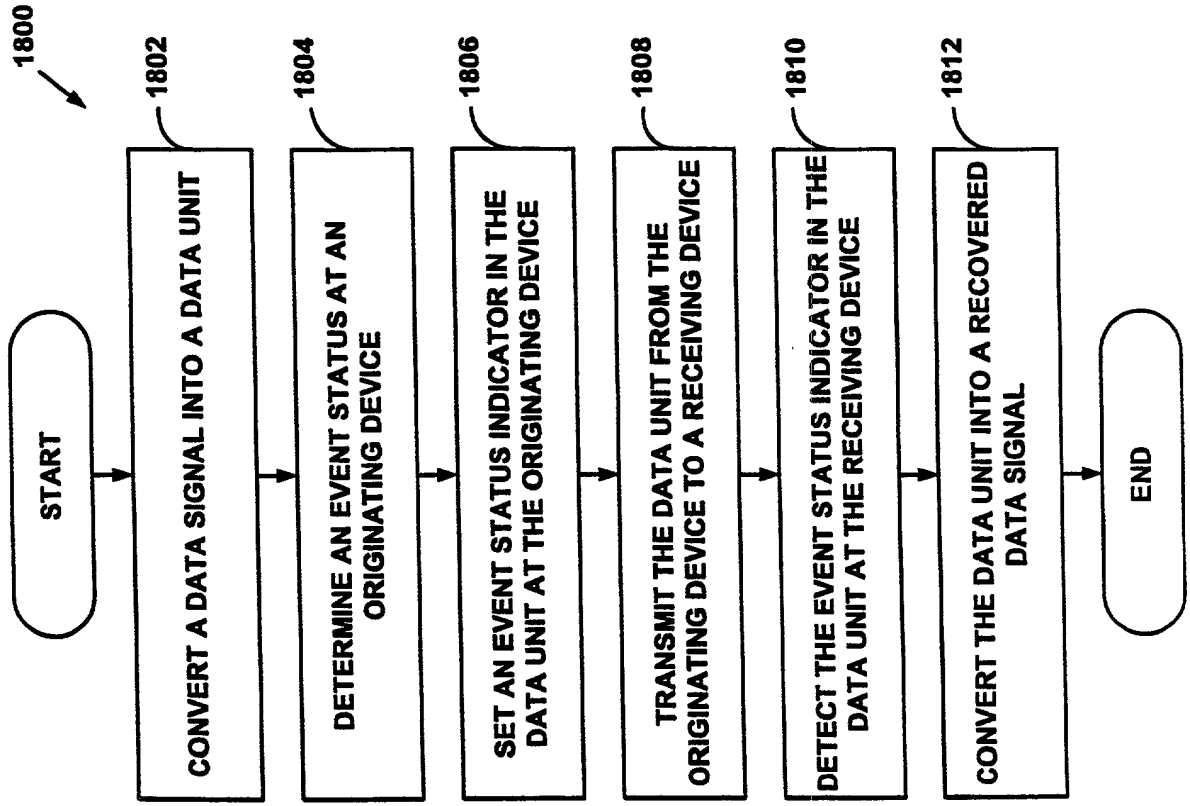 1800
START
1802
CONVERT A DATA SIGNAL INTO A DATA UNIT
1804
DETERMINE AN EVENT STATUS AT AN
ORIGINATING DEVICE
1806
SET AN EVENT STATUS INDICATOR IN THE
DATA UNIT AT THE ORIGINATING DEVICE
1808
TRANSMIT THE DATA UNIT FROM THE
ORIGINATING DEVICE TO A RECEIVING DEVICE
1810
DETECT THE EVENT STATUS INDICATOR IN THE
DATA UNIT AT THE RECEIVING DEVICE
1812
CONVERT THE DATA UNIT INTO A RECOVERED
DATA SIGNAL
END